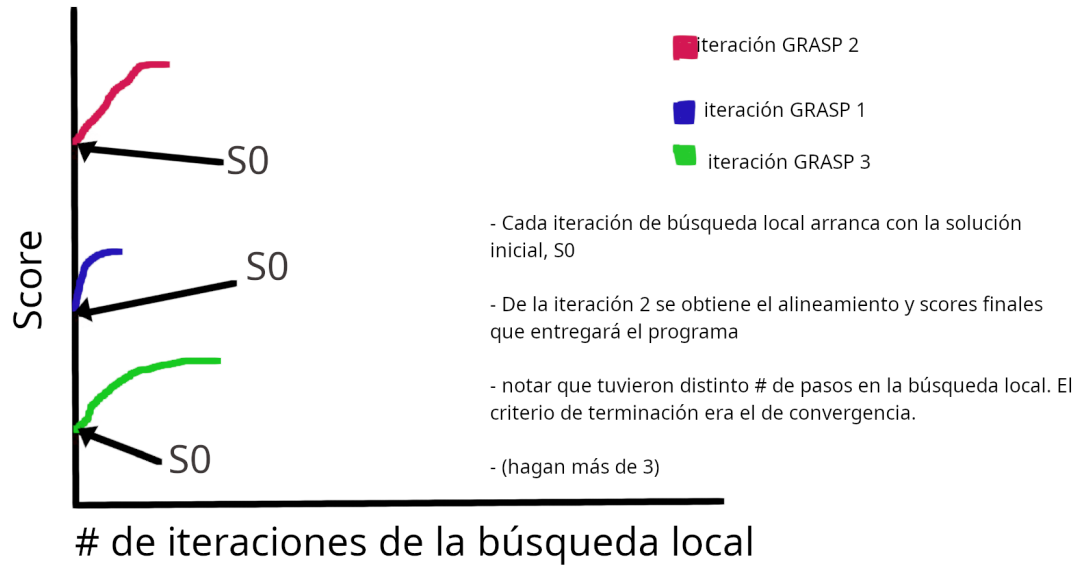 iteración GRASP 2
iteración GRASP 1
iteración GRASP 3
S0
S0
S0
Score
- Cada iteración de búsqueda local arranca con la solución
inicial, S0
- De la iteración 2 se obtiene el alineamiento y scores finales
que entregará el programa
- notar que tuvieron distinto # de pasos en la búsqueda local. El
criterio de terminación era el de convergencia.
- (hagan más de 3)
# de iteraciones de la búsqueda local